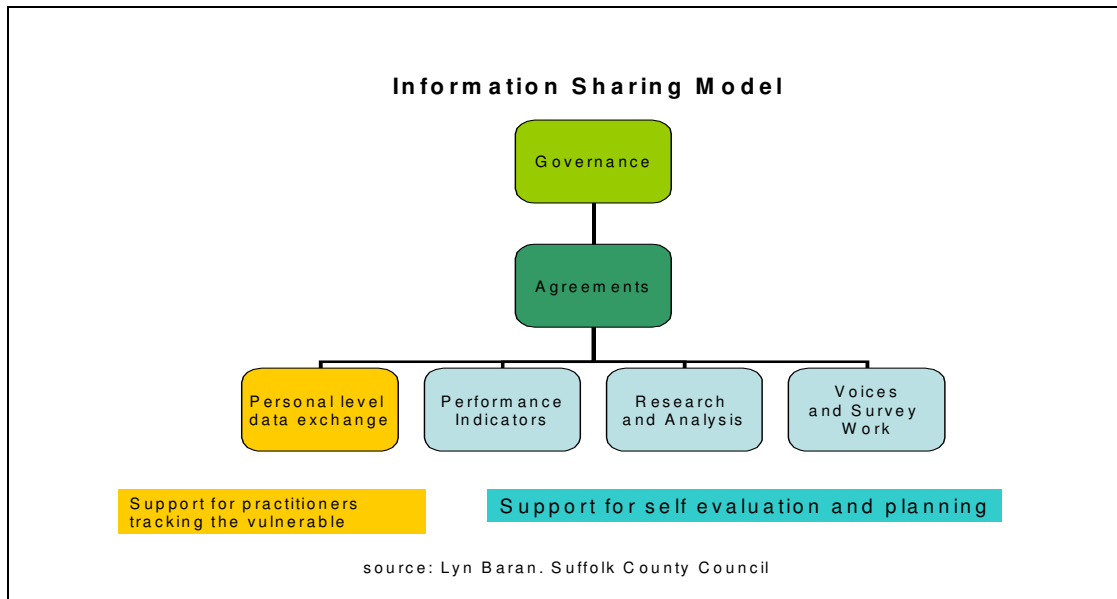 Information Sharing Model
Governance
Agreements
Personal level
data exchange
Performance
Indicators
Research
and Analysis
Voices
and Survey
Work
Support for practitioners
tracking the vulnerable
Support for self evaluation and planning
source: Lyn Baran. Suffolk County Council